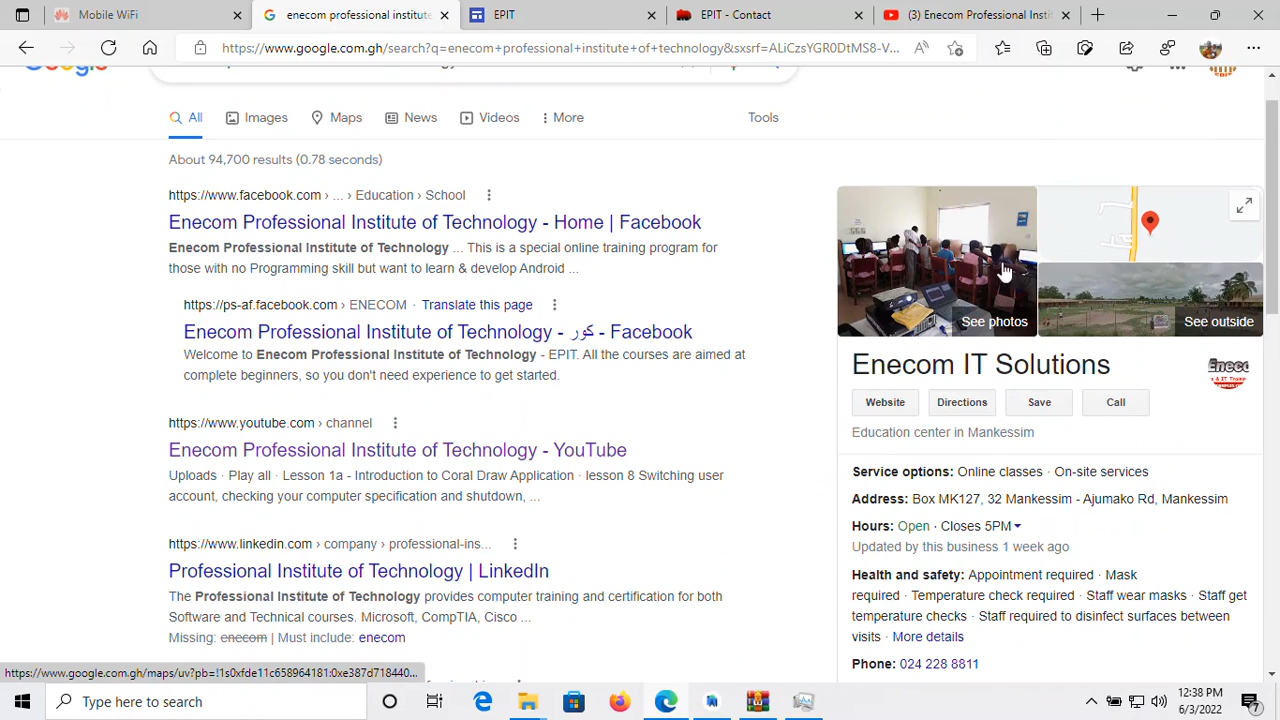 Mobile WiFi
enecom professional institute
EPIT
EPIT - Contact
(3) Enecom Professional Insti
https://www.google.com.gh/search?q=enecom+professional+institute+of+technology&sxsrf=ALiCzsYGR0DtMS8-V...
All
Images
Maps
News
Videos
More
Tools
About 94,700 results (0.78 seconds)
https://www.facebook.com › ... › Education › School
Enecom Professional Institute of Technology - Home | Facebook
Enecom Professional Institute of Technology ... This is a special online training program for
those with no Programming skill but want to learn & develop Android ...
https://ps-af.facebook.com › ENECOM · Translate this page
Enecom Professional Institute of Technology - کور - Facebook
Welcome to Enecom Professional Institute of Technology - EPIT. All the courses are aimed at
complete beginners, so you don't need experience to get started.
https://www.youtube.com › channel
Enecom Professional Institute of Technology - YouTube
Uploads · Play all · Lesson 1a - Introduction to Coral Draw Application · lesson 8 Switching user
account, checking your computer specification and shutdown, ...
https://www.linkedin.com › company › professional-ins...
Professional Institute of Technology | LinkedIn
The Professional Institute of Technology provides computer training and certification for both
Software and Technical courses. Microsoft, CompTIA, Cisco ...
Missing: enecom | Must include: enecom
See photos
See outside
Enecom IT Solutions
Website
Directions
Save
Call
Education center in Mankessim
Service options: Online classes · On-site services
Address: Box MK127, 32 Mankessim - Ajumako Rd, Mankessim
Hours: Open · Closes 5PM
Updated by this business 1 week ago
Health and safety: Appointment required · Mask
required · Temperature check required · Staff wear masks · Staff get
temperature checks · Staff required to disinfect surfaces between
visits · More details
Phone: 024 228 8811
https://www.google.com.gh/maps/uv?pb=!1s0xfde11c658964181:0xe387d718440...
Type here to search
12:38 PM
6/3/2022
7